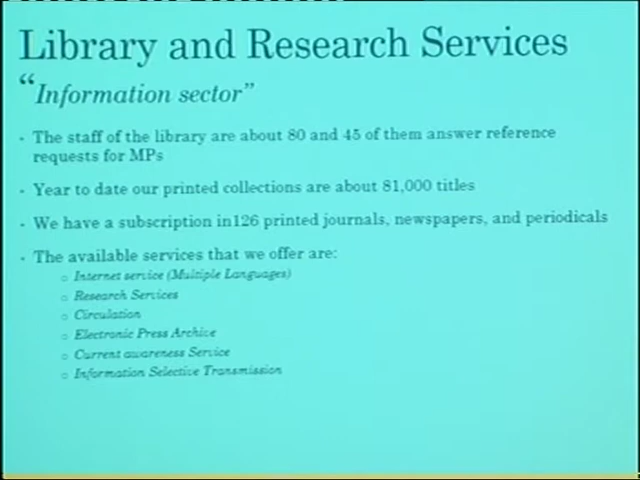 Library and Research Services
“Information sector”
- The staff of the library are about 80 and 45 of them answer reference
requests for MPs
- Year to date our printed collections are about 81,000 titles
- We have a subscription in126 printed journals, newspapers, and periodicals
- The available services that we offer are:
o Internet service (Multiple Languages)
o Research Services
o Circulation
o Electronic Press Archive
o Current awareness Service
o Information Selective Transmission